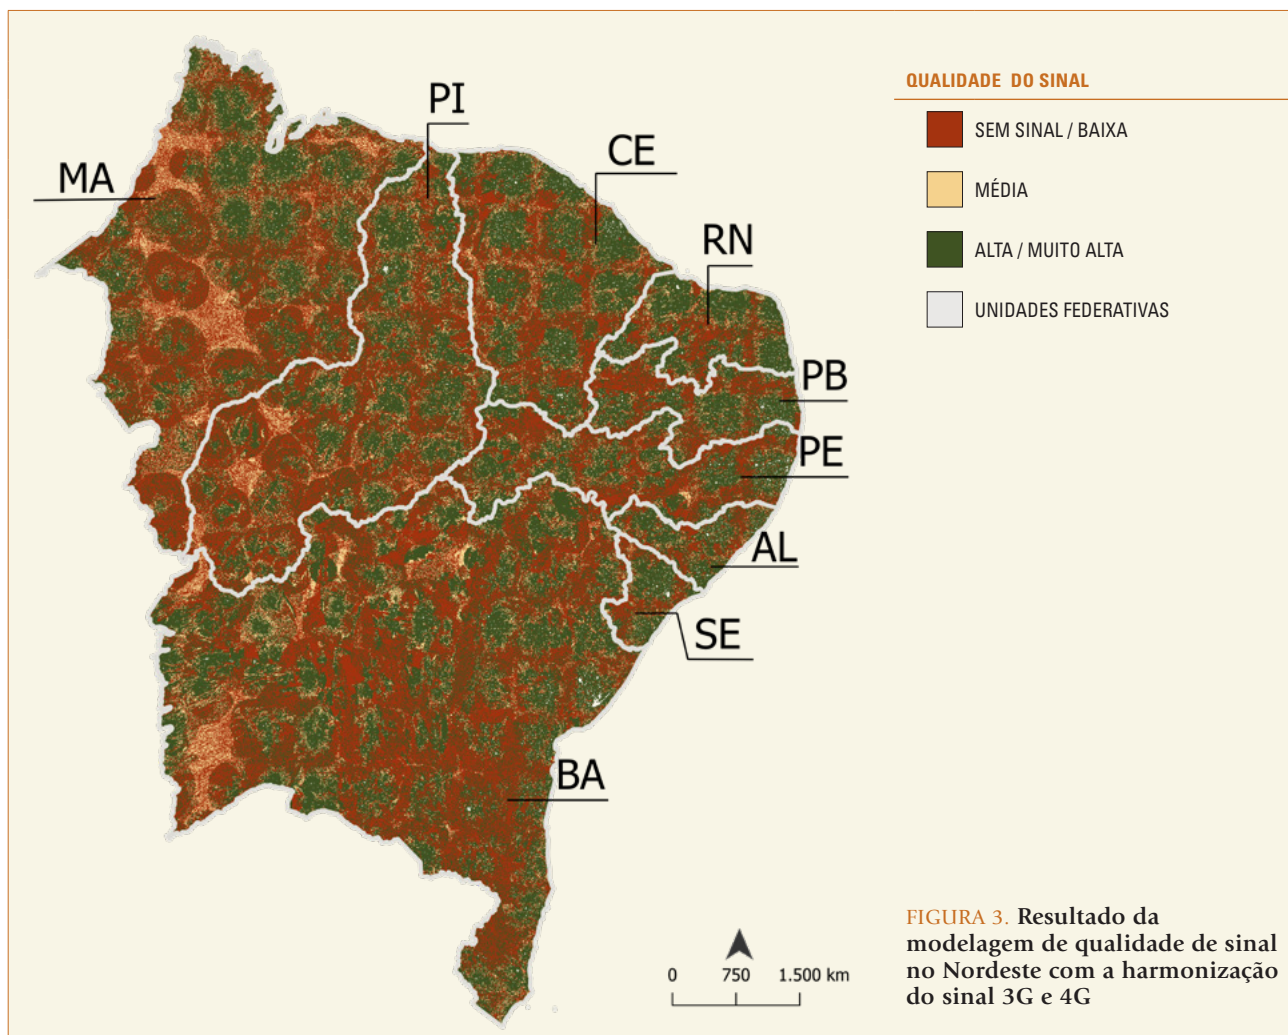 PI
CE
MA
RN
PB
PE
AL
SE
BA
QUALIDADE DO SINAL
SEM SINAL / BAIXA
MÉDIA
ALTA / MUITO ALTA
UNIDADES FEDERATIVAS
0 750 1.500 km
FIGURA 3. Resultado da
modelagem de qualidade de sinal
no Nordeste com a harmonização
do sinal 3G e 4G